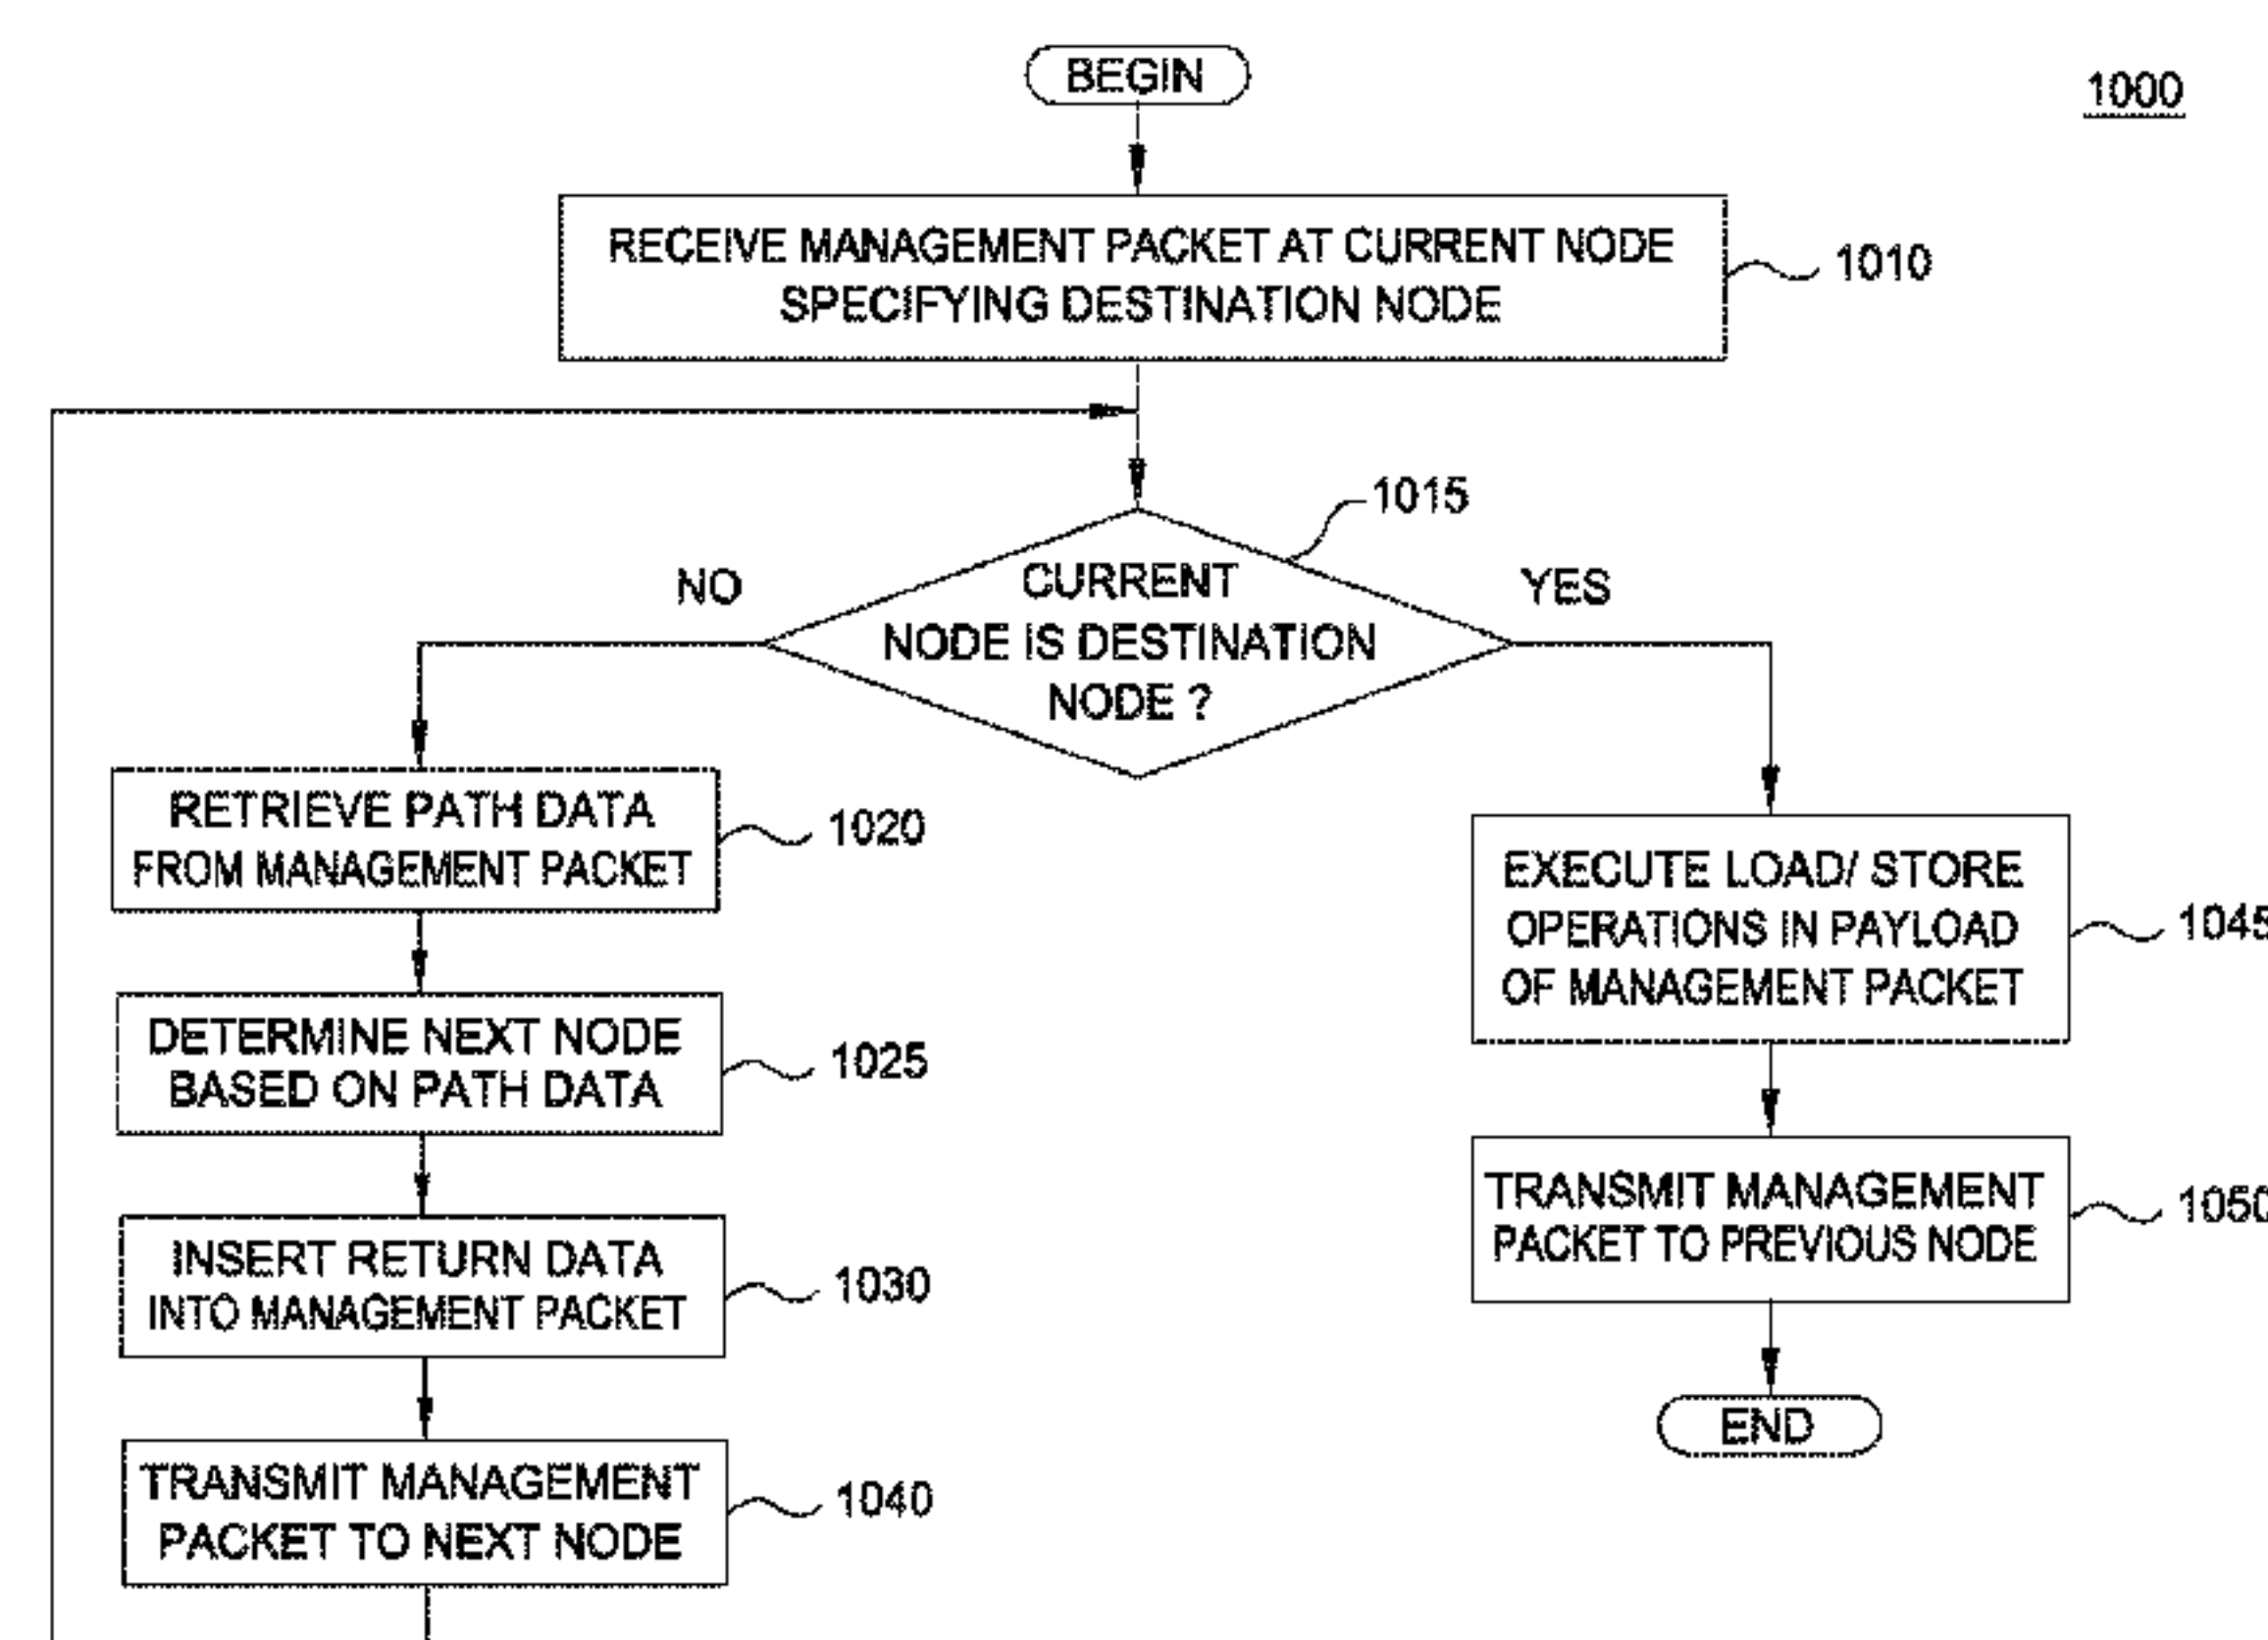 BEGIN
1000
RECEIVE MANAGEMENT PACKET AT CURRENT NODE
SPECIFYING DESTINATION NODE
1010
1015
CURRENT
NODE IS DESTINATION
NODE ?
NO
YES
RETRIEVE PATH DATA
FROM MANAGEMENT PACKET
1020
DETERMINE NEXT NODE
BASED ON PATH DATA
1025
INSERT RETURN DATA
INTO MANAGEMENT PACKET
1030
TRANSMIT MANAGEMENT
PACKET TO NEXT NODE
1040
EXECUTE LOAD/ STORE
OPERATIONS IN PAYLOAD
OF MANAGEMENT PACKET
1045
TRANSMIT MANAGEMENT
PACKET TO PREVIOUS NODE
1050
END